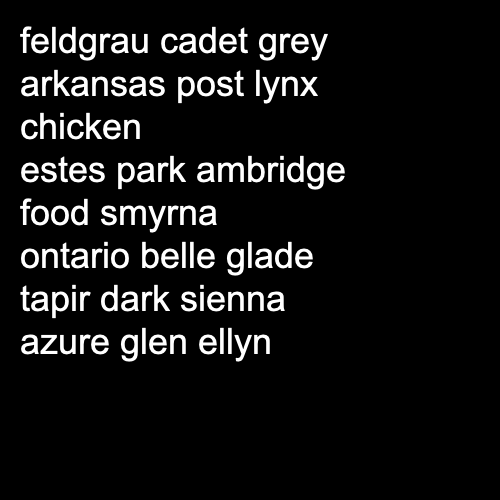 feldgrau cadet grey
arkansas post lynx
chicken
estes park ambridge
food smyrna
ontario belle glade
tapir dark sienna
azure glen ellyn